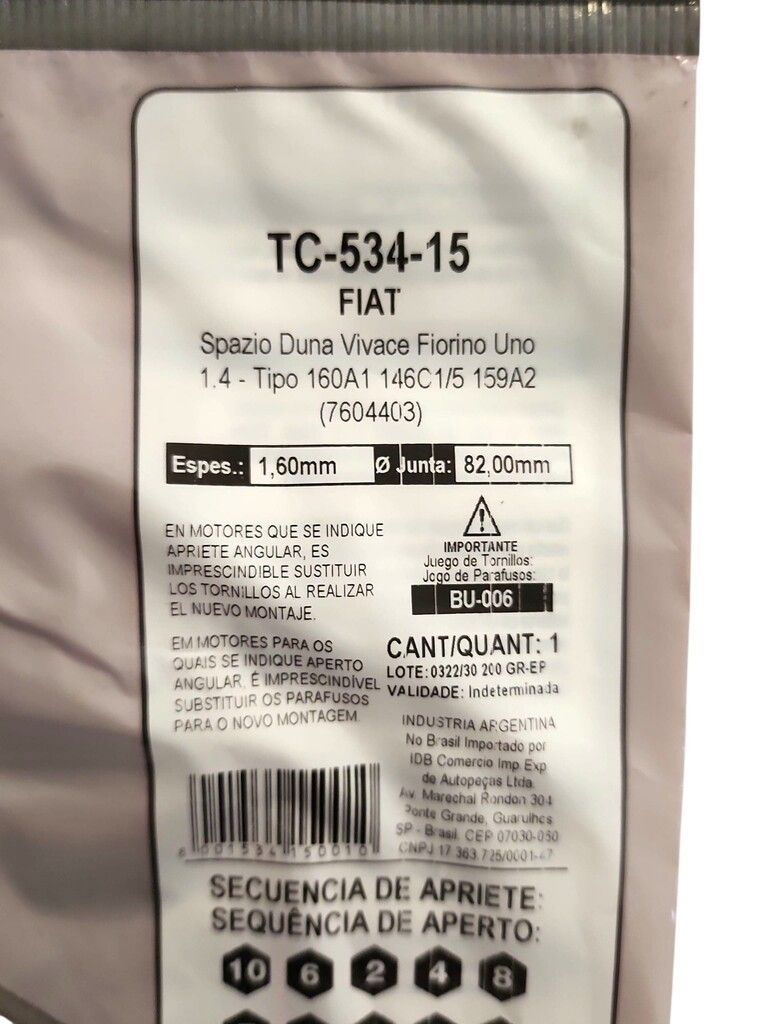 TC-534-15
FIAT
Spazio Duna Vivace Fiorino Uno
1.4 - Tipo 160A1 146C1/5 159A2
(7604403)
Espes.: 1,60mm Ø Junta: 82,00mm
EN MOTORES QUE SE INDIQUE
APRIETE ANGULAR, ES
IMPRESCINDIBLE SUSTITUIR
LOS TORNILLOS AL REALIZAR
EL NUEVO MONTAJE.
EM MOTORES PARA OS
QUAIS SE INDIQUE APERTO
ANGULAR, É IMPRESCINDÍVEL
SUBSTITUIR OS PARAFUSOS
PARA O NOVO MONTAGEM
IMPORTANTE
Juego de Tornillos:
Jogo de Parafusos:
BU-006
CANT/QUANT: 1
LOTE: 0322/30 200 GR-EP
VALIDADE: Indeterminada
INDUSTRIA ARGENTINA
No Brasil Importado por
IDB Comercio Imp. Exp
de Autopeças Ltda.
Av. Marechal Rondon 304
Ponte Grande, Guarulhos
SP - Brasil. CEP 07030-050
CNPJ 17 363.725/0001-47
8 001534 150010
SECUENCIA DE APRIETE:
SEQUÊNCIA DE APERTO:
10 6 2 4 8